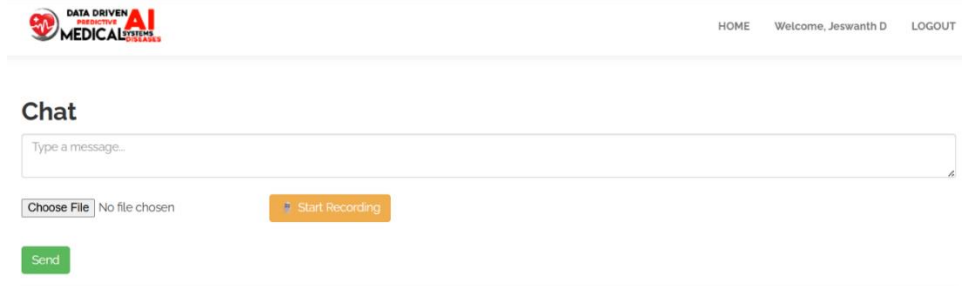 DATA DRIVEN
PREDICTIVE
AI
MEDICAL
SYSTEMS
DISEASES
HOME Welcome, Jeswanth D LOGOUT
Chat
Type a message...
Choose File No file chosen Start Recording
Send